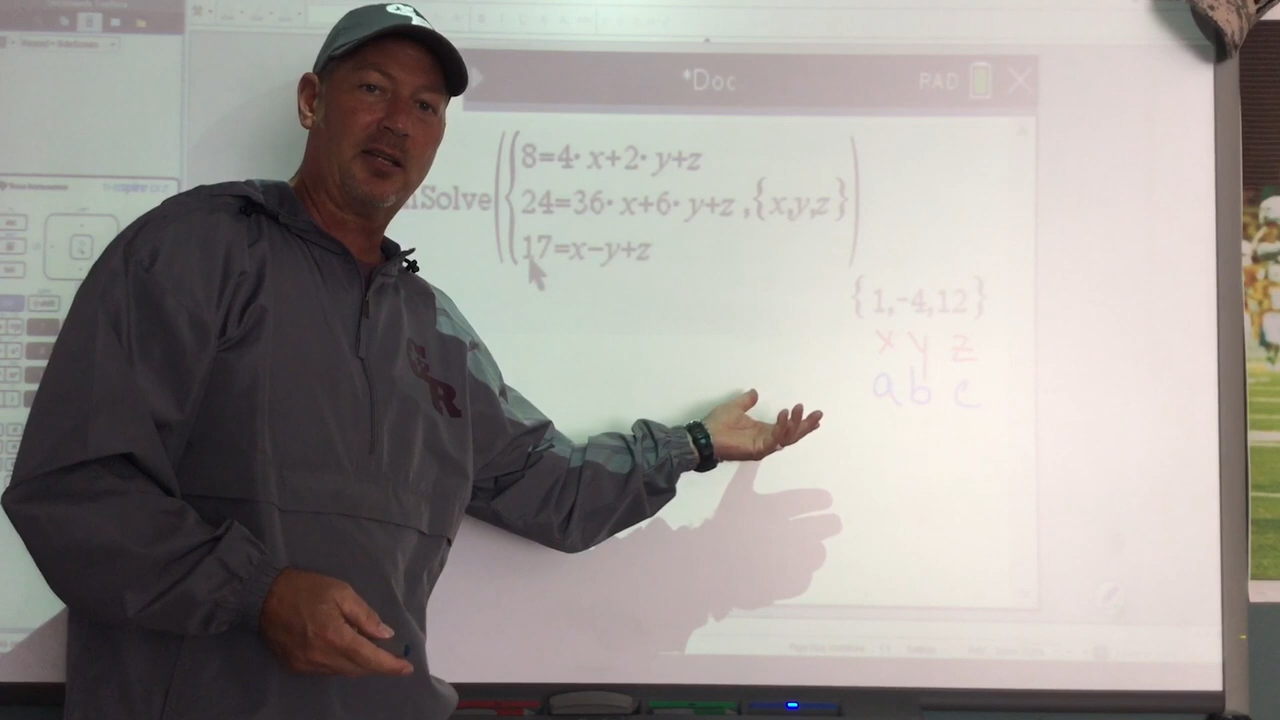 *Doc RAD
nSolve({8=4· x+2· y+z
24=36· x+6· y+z ,{x,y,z})
17=x−y+z
{1,-4,12}
x y z
a b c